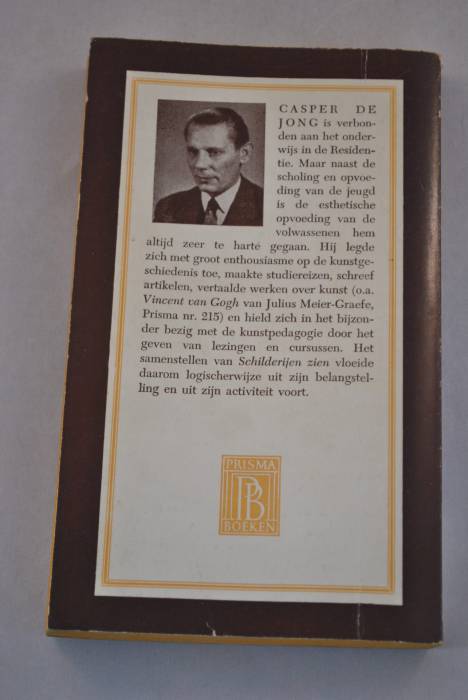 CASPER DE
JONG is verbon-
den aan het onder-
wijs in de Residen-
tie. Maar naast de
scholing en opvoe-
ding van de jeugd
is de esthetische
opvoeding van de
volwassenen hem
altijd zeer te harte gegaan. Hij legde
zich met groot enthousiasme op de kunstge-
schiedenis toe, maakte studiereizen, schreef
artikelen, vertaalde werken over kunst (o.a.
Vincent van Gogh van Julius Meier-Graefe,
Prisma nr. 215) en hield zich in het bijzon-
der bezig met de kunstpedagogie door het
geven van lezingen en cursussen. Het
samenstellen van Schilderijen zien vloeide
daarom logischerwijze uit zijn belangstel-
ling en uit zijn activiteit voort.
PRISMA
PB
BOEKEN